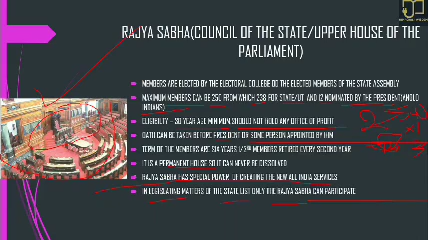 RAJYA SABHA(COUNCIL OF THE STATE/UPPER HOUSE OF THE
PARLIAMENT)
MEMBERS ARE ELECTED BY THE ELECTORAL COLLEGE OD THE ELECTED MEMBERS OF THE STATE ASSEMBLY
MAXIMUM MEMBERS CAN BE 250 FROM WHICH 238 FOR STATE/UT AND 12 NOMINATED BY THE PRESIDENT(ANGLO
INDIANS)
ELIGIBILITY – 30 YEAR AGE MINIMUM SHOULD NOT HOLD ANY OFFICE OF PROFIT
OATH CAN BE TAKEN BEFORE PRESIDENT OR SOME PERSON APPOINTED BY HIM
TERM OF THE MEMBERS ARE SIX YEARS 1/3RD MEMBERS RETIRED EVERY SECOND YEAR
IT IS A PERMANENT HOUSE SO IT CAN NEVER BE DISSOLVED
RAJYA SABHA HAS SPECIAL POWER OF CREATING THE NEW ALL INDIA SERVICES
IN LEGISLATING MATTERS OF THE STATE LIST ONLY THE RAJYA SABHA CAN PARTICIPATE